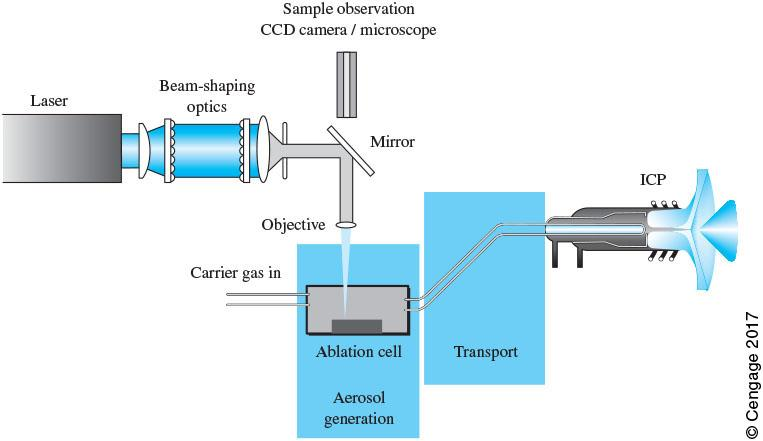 Sample observation
CCD camera / microscope
Beam-shaping
optics
Laser
Mirror
ICP
Objective
Carrier gas in
Ablation cell
Transport
Aerosol
generation
© Cengage 2017